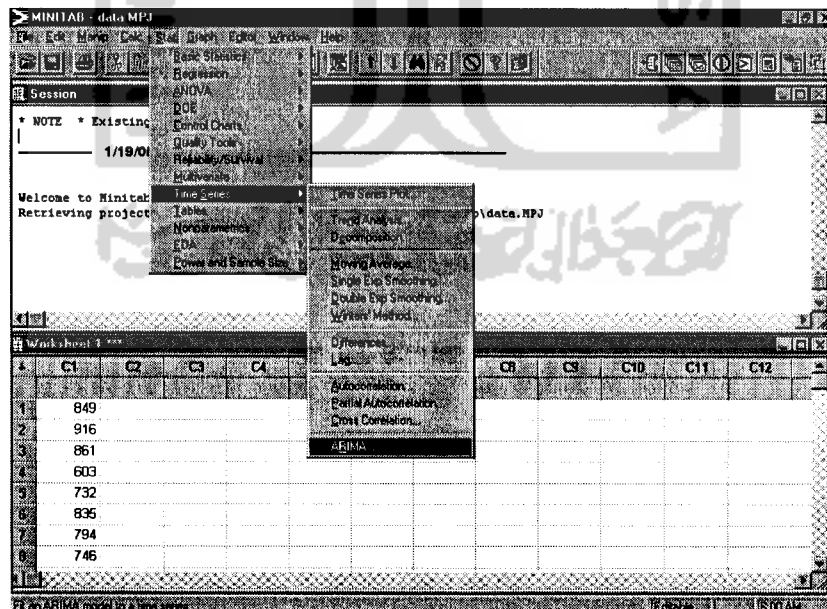 MINITAB - data MPJ
File Edit Manip Calc Stat Graph Editor Window Help
Session
* NOTE * Existing
1/19/0
Welcome to Minitab
Retrieving project
p\data.MPJ
Basic Statistics
Regression
ANOVA
DOE
Control Charts
Quality Tools
Reliability/Survival
Multivariate
Time Series
Tables
Nonparametrics
EDA
Power and Sample Size
Time Series Plot...
Trend Analysis...
Decomposition...
Moving Average...
Single Exp Smoothing...
Double Exp Smoothing...
Winters' Method...
Differences...
Lag...
Autocorrelation...
Partial Autocorrelation...
Cross Correlation...
ARIMA...
Worksheet 1 ***
C1 C2 C3 C4 C8 C9 C10 C11 C12
1 849
2 916
3 861
4 603
5 732
6 835
7 794
8 746
Fit an ARIMA model to a time series